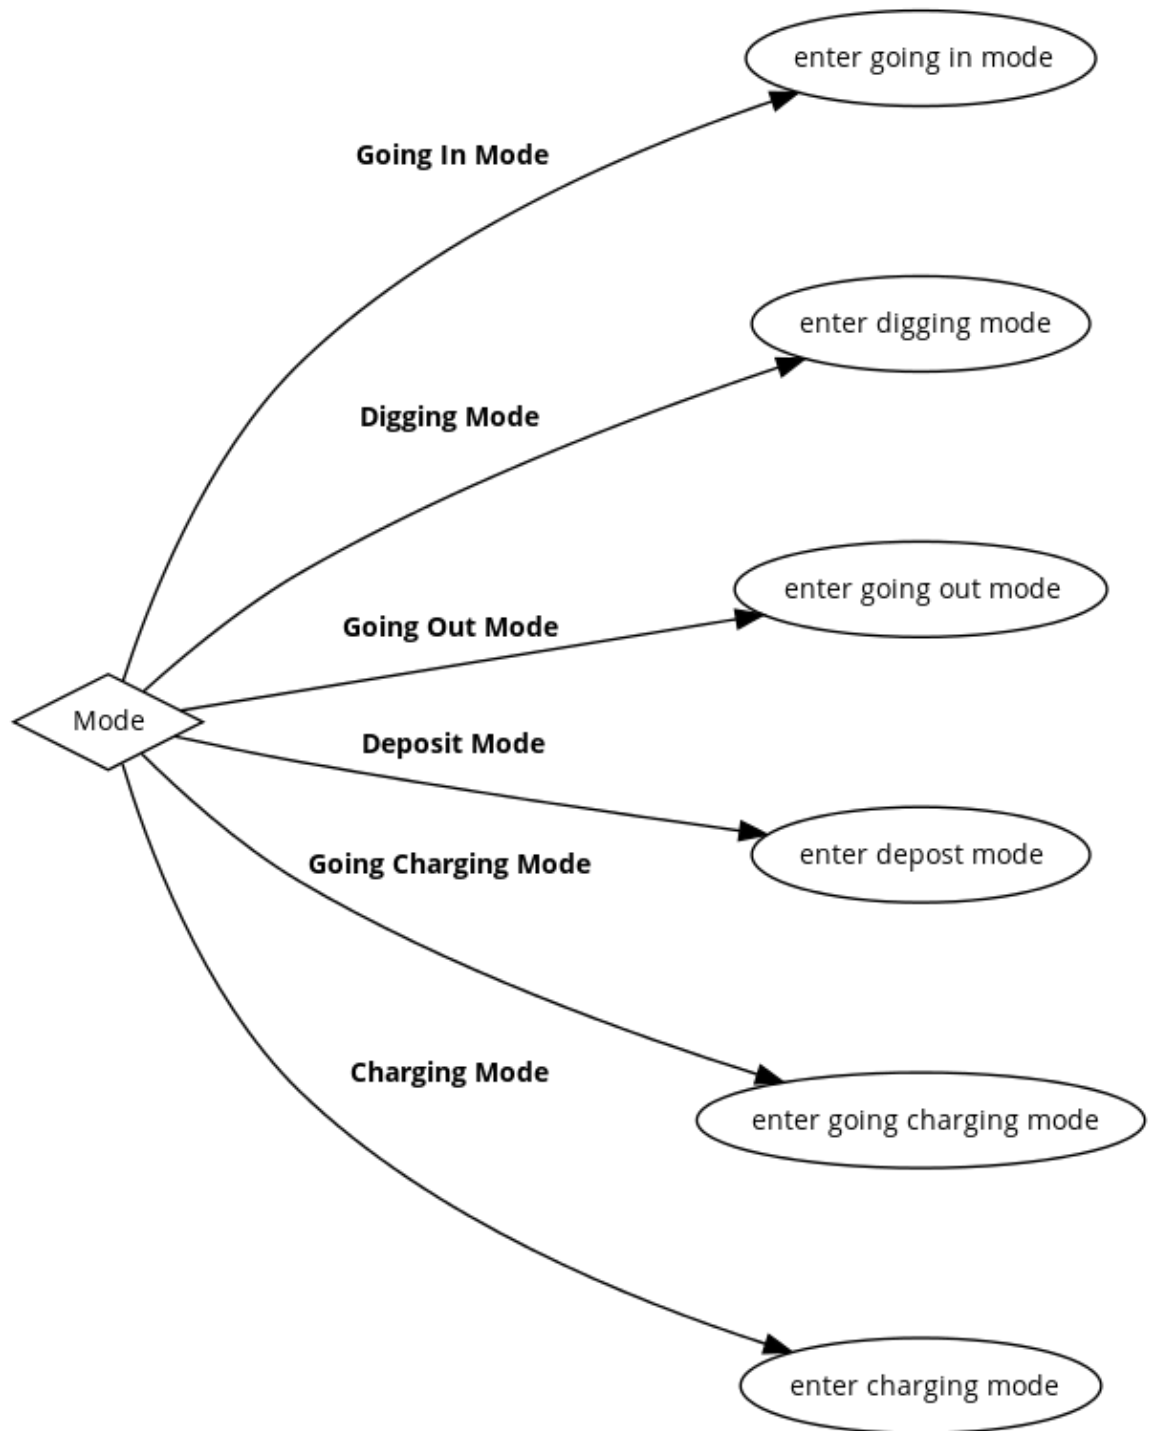 enter going in mode
Going In Mode
enter digging mode
Digging Mode
enter going out mode
Going Out Mode
Mode
Deposit Mode
enter depost mode
Going Charging Mode
Charging Mode
enter going charging mode
enter charging mode